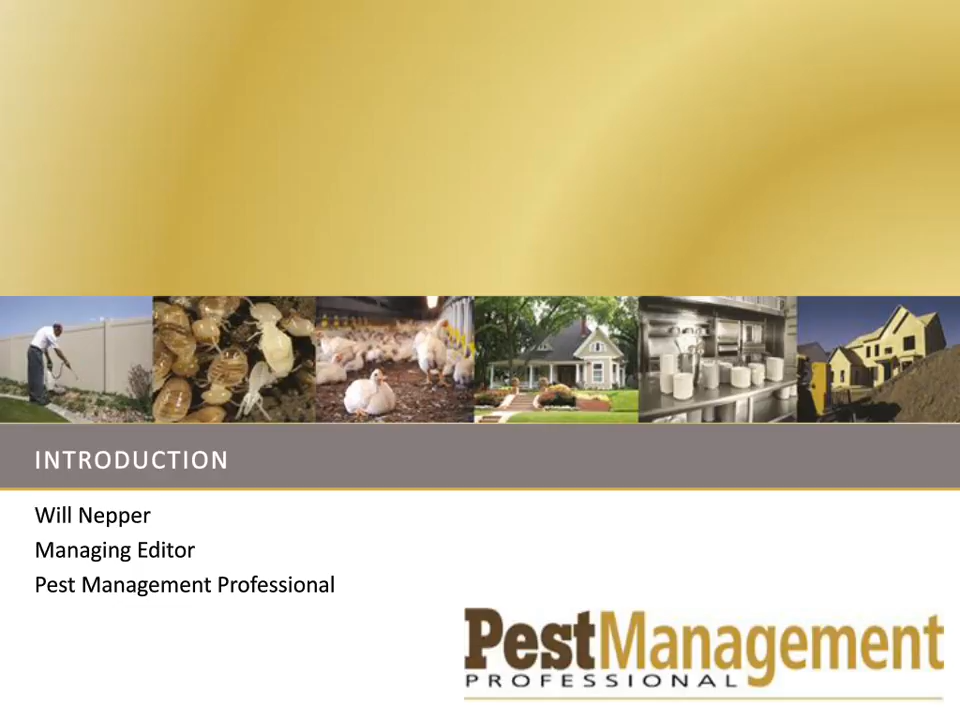 INTRODUCTION
Will Nepper
Managing Editor
Pest Management Professional
PestManagement
PROFESSIONAL